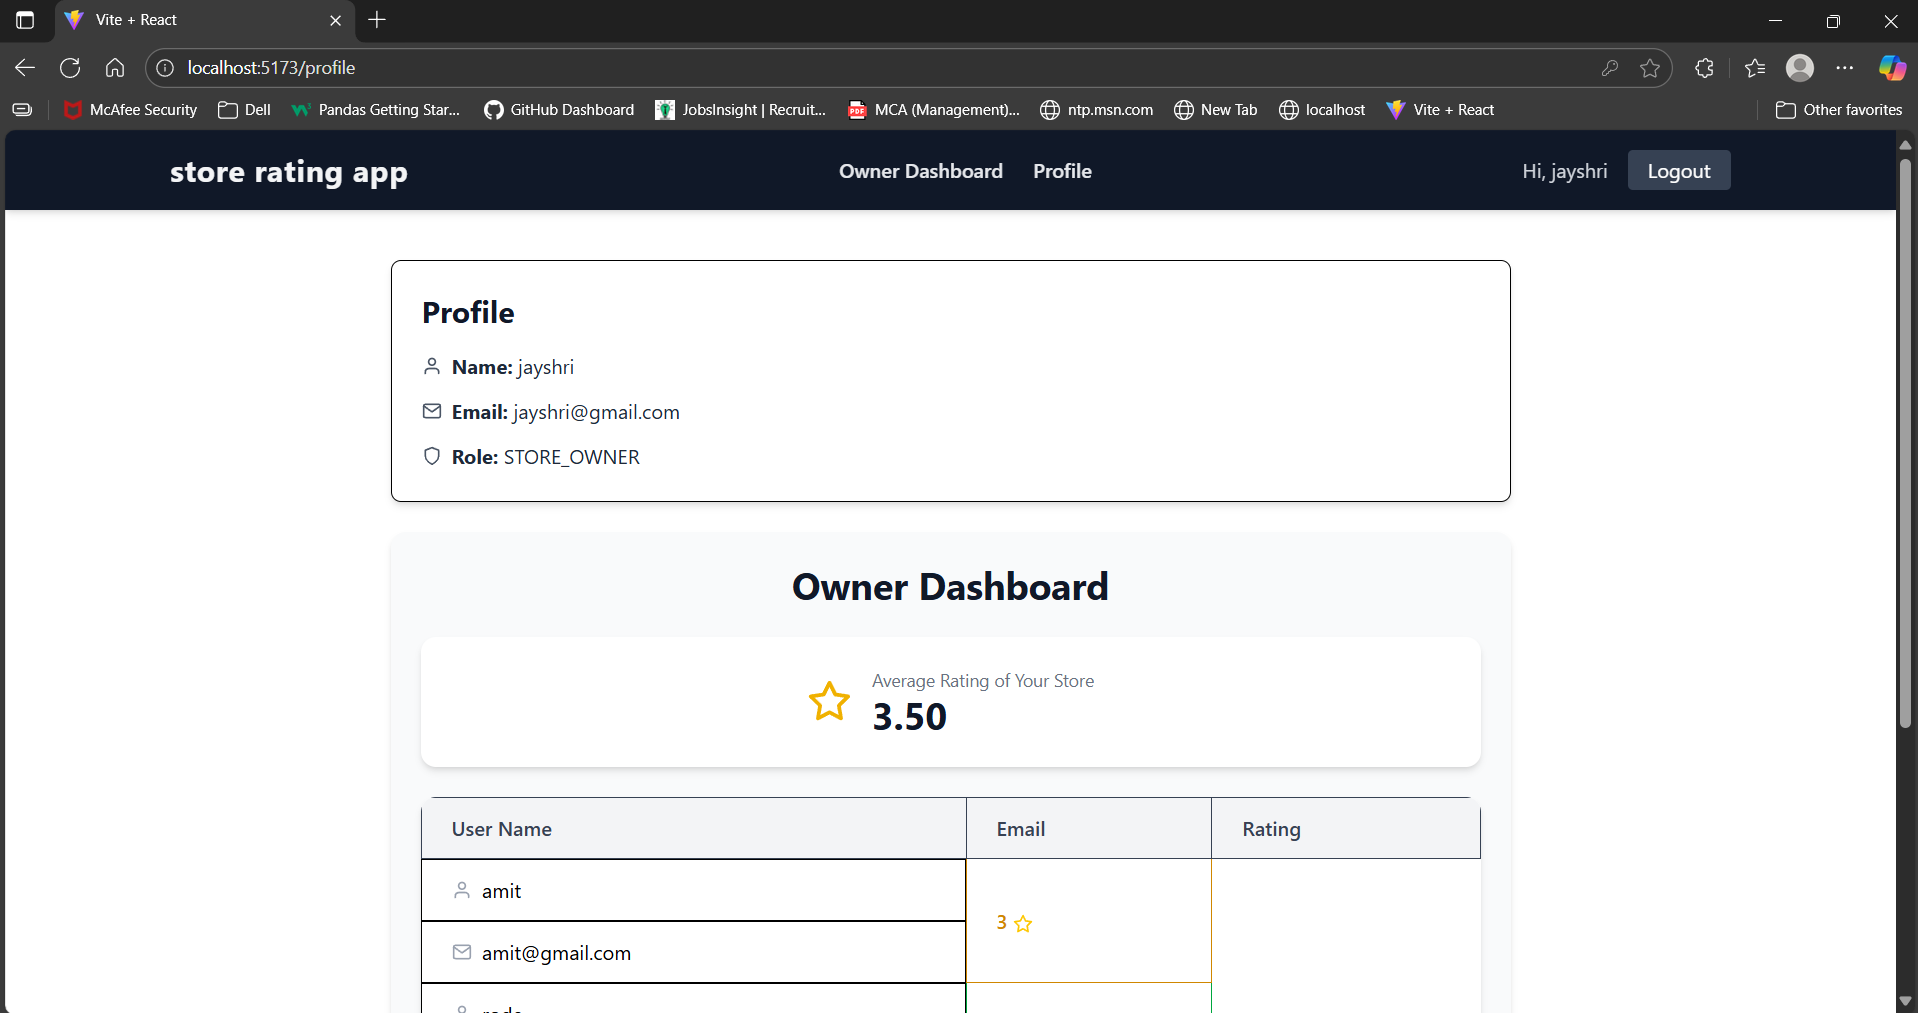 Vite + React
localhost:5173/profile
McAfee Security
Dell
Pandas Getting Star...
GitHub Dashboard
JobsInsight | Recruit...
PDF
MCA (Management)...
ntp.msn.com
New Tab
localhost
Vite + React
Other favorites
store rating app
Owner Dashboard
Profile
Hi, jayshri
Logout
Profile
Name: jayshri
Email: jayshri@gmail.com
Role: STORE_OWNER
Owner Dashboard
Average Rating of Your Store
3.50
User Name
Email
Rating
amit
3
amit@gmail.com